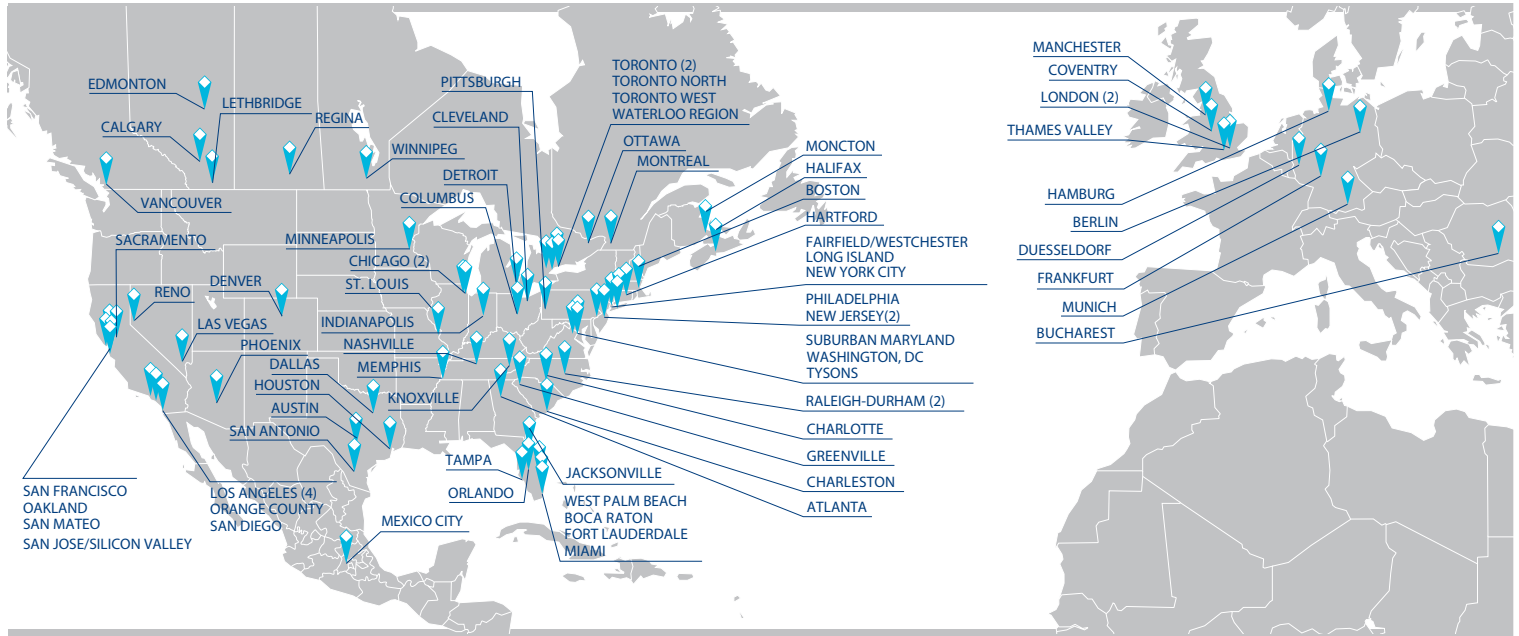 EDMONTON
LETHBRIDGE
CALGARY
REGINA
WINNIPEG
VANCOUVER
PITTSBURGH
CLEVELAND
DETROIT
COLUMBUS
TORONTO (2)
TORONTO NORTH
TORONTO WEST
WATERLOO REGION
OTTAWA
MONTREAL
MONCTON
HALIFAX
BOSTON
HARTFORD
FAIRFIELD/WESTCHESTER
LONG ISLAND
NEW YORK CITY
PHILADELPHIA
NEW JERSEY(2)
SUBURBAN MARYLAND
WASHINGTON, DC
TYSONS
RALEIGH-DURHAM (2)
CHARLOTTE
GREENVILLE
CHARLESTON
ATLANTA
SACRAMENTO
MINNEAPOLIS
CHICAGO (2)
DENVER
ST. LOUIS
RENO
INDIANAPOLIS
LAS VEGAS
NASHVILLE
PHOENIX
MEMPHIS
DALLAS
HOUSTON
KNOXVILLE
AUSTIN
SAN ANTONIO
TAMPA
ORLANDO
JACKSONVILLE
WEST PALM BEACH
BOCA RATON
FORT LAUDERDALE
MIAMI
SAN FRANCISCO
OAKLAND
SAN MATEO
SAN JOSE/SILICON VALLEY
LOS ANGELES (4)
ORANGE COUNTY
SAN DIEGO
MEXICO CITY
MANCHESTER
COVENTRY
LONDON (2)
THAMES VALLEY
HAMBURG
BERLIN
DUESSELDORF
FRANKFURT
MUNICH
BUCHAREST